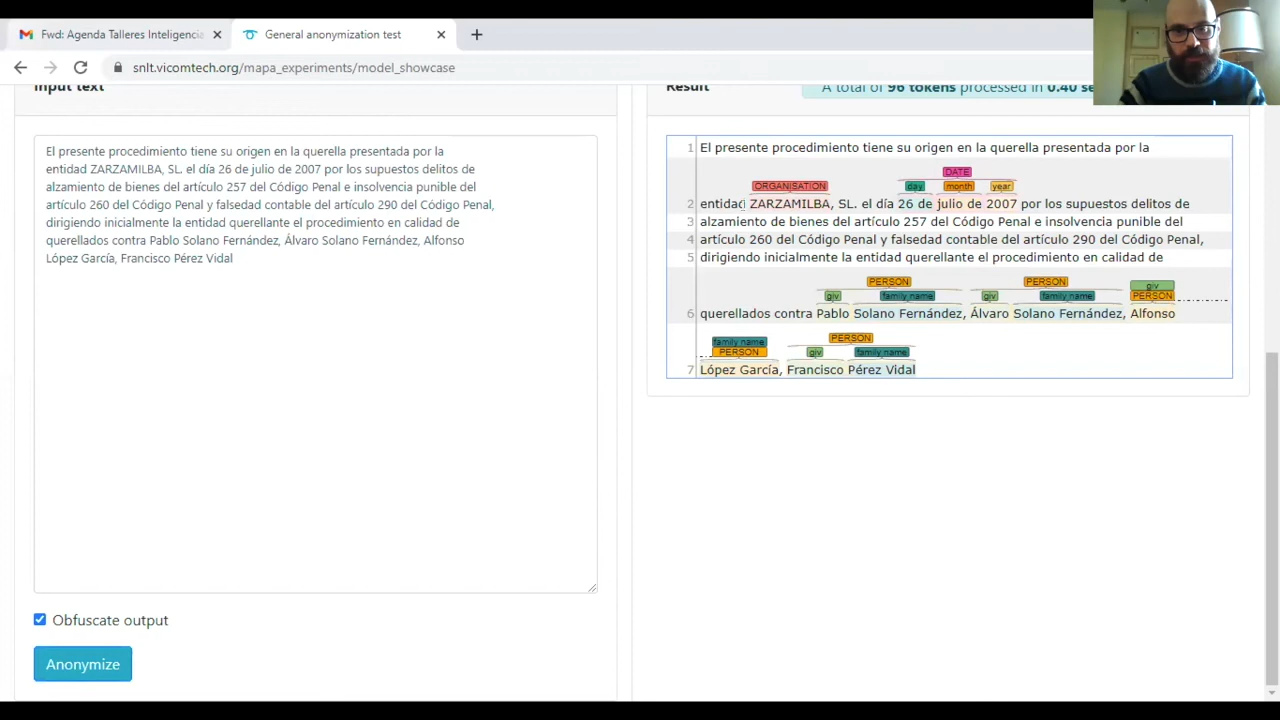 Fwd: Agenda Talleres Inteligencia
General anonymization test
snlt.vicomtech.org/mapa_experiments/model_showcase
Input text
Result
A total of 96 tokens processed in 0.40 se
El presente procedimiento tiene su origen en la querella presentada por la
entidad ZARZAMILBA, SL. el día 26 de julio de 2007 por los supuestos delitos de
alzamiento de bienes del artículo 257 del Código Penal e insolvencia punible del
artículo 260 del Código Penal y falsedad contable del artículo 290 del Código Penal,
dirigiendo inicialmente la entidad querellante el procedimiento en calidad de
querellados contra Pablo Solano Fernández, Álvaro Solano Fernández, Alfonso
López García, Francisco Pérez Vidal
Obfuscate output
Anonymize
1 El presente procedimiento tiene su origen en la querella presentada por la
DATE
ORGANISATION day month year
2 entidad ZARZAMILBA, SL. el día 26 de julio de 2007 por los supuestos delitos de
3 alzamiento de bienes del artículo 257 del Código Penal e insolvencia punible del
4 artículo 260 del Código Penal y falsedad contable del artículo 290 del Código Penal,
5 dirigiendo inicialmente la entidad querellante el procedimiento en calidad de
PERSON PERSON giv
giv family name giv family name PERSON
6 querellados contra Pablo Solano Fernández, Álvaro Solano Fernández, Alfonso
family name PERSON
PERSON giv family name
7 López García, Francisco Pérez Vidal